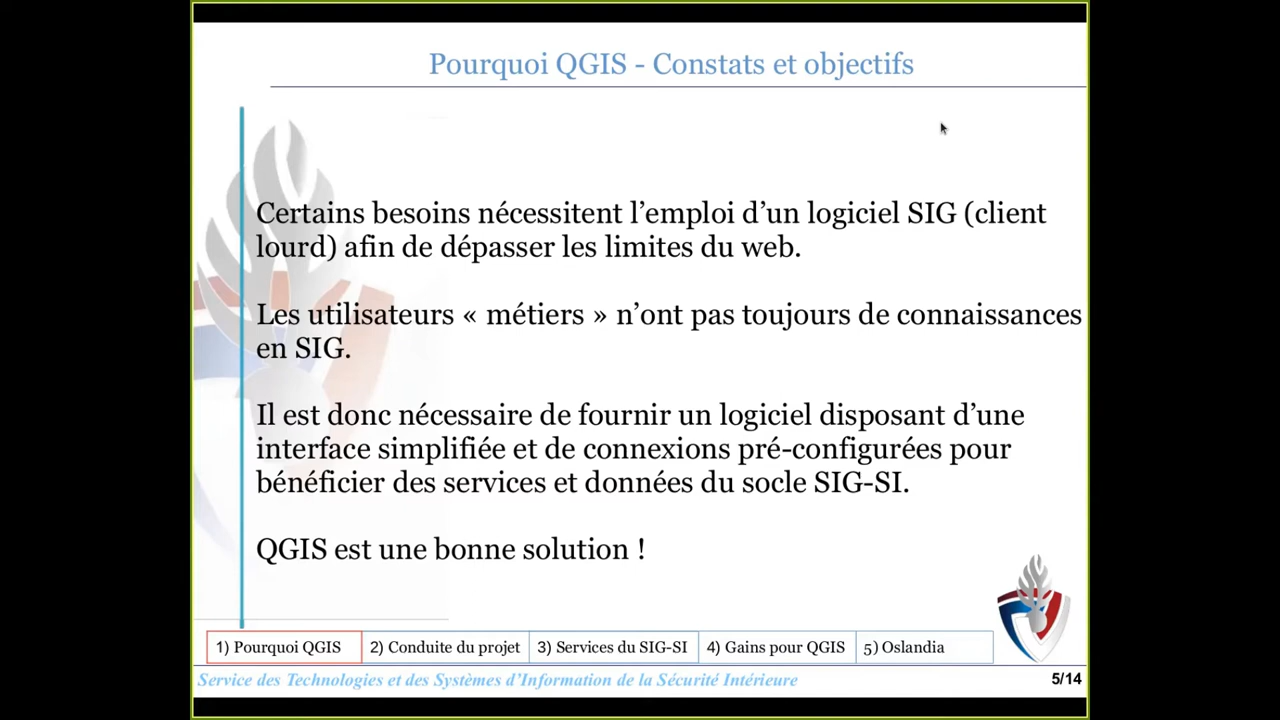 Pourquoi QGIS - Constats et objectifs
Certains besoins nécessitent l’emploi d’un logiciel SIG (client
lourd) afin de dépasser les limites du web.
Les utilisateurs « métiers » n’ont pas toujours de connaissances
en SIG.
Il est donc nécessaire de fournir un logiciel disposant d’une
interface simplifiée et de connexions pré-configurées pour
bénéficier des services et données du socle SIG-SI.
QGIS est une bonne solution !
1) Pourquoi QGIS 2) Conduite du projet 3) Services du SIG-SI 4) Gains pour QGIS 5) Oslandia
Service des Technologies et des Systèmes d’Information de la Sécurité Intérieure 5/14